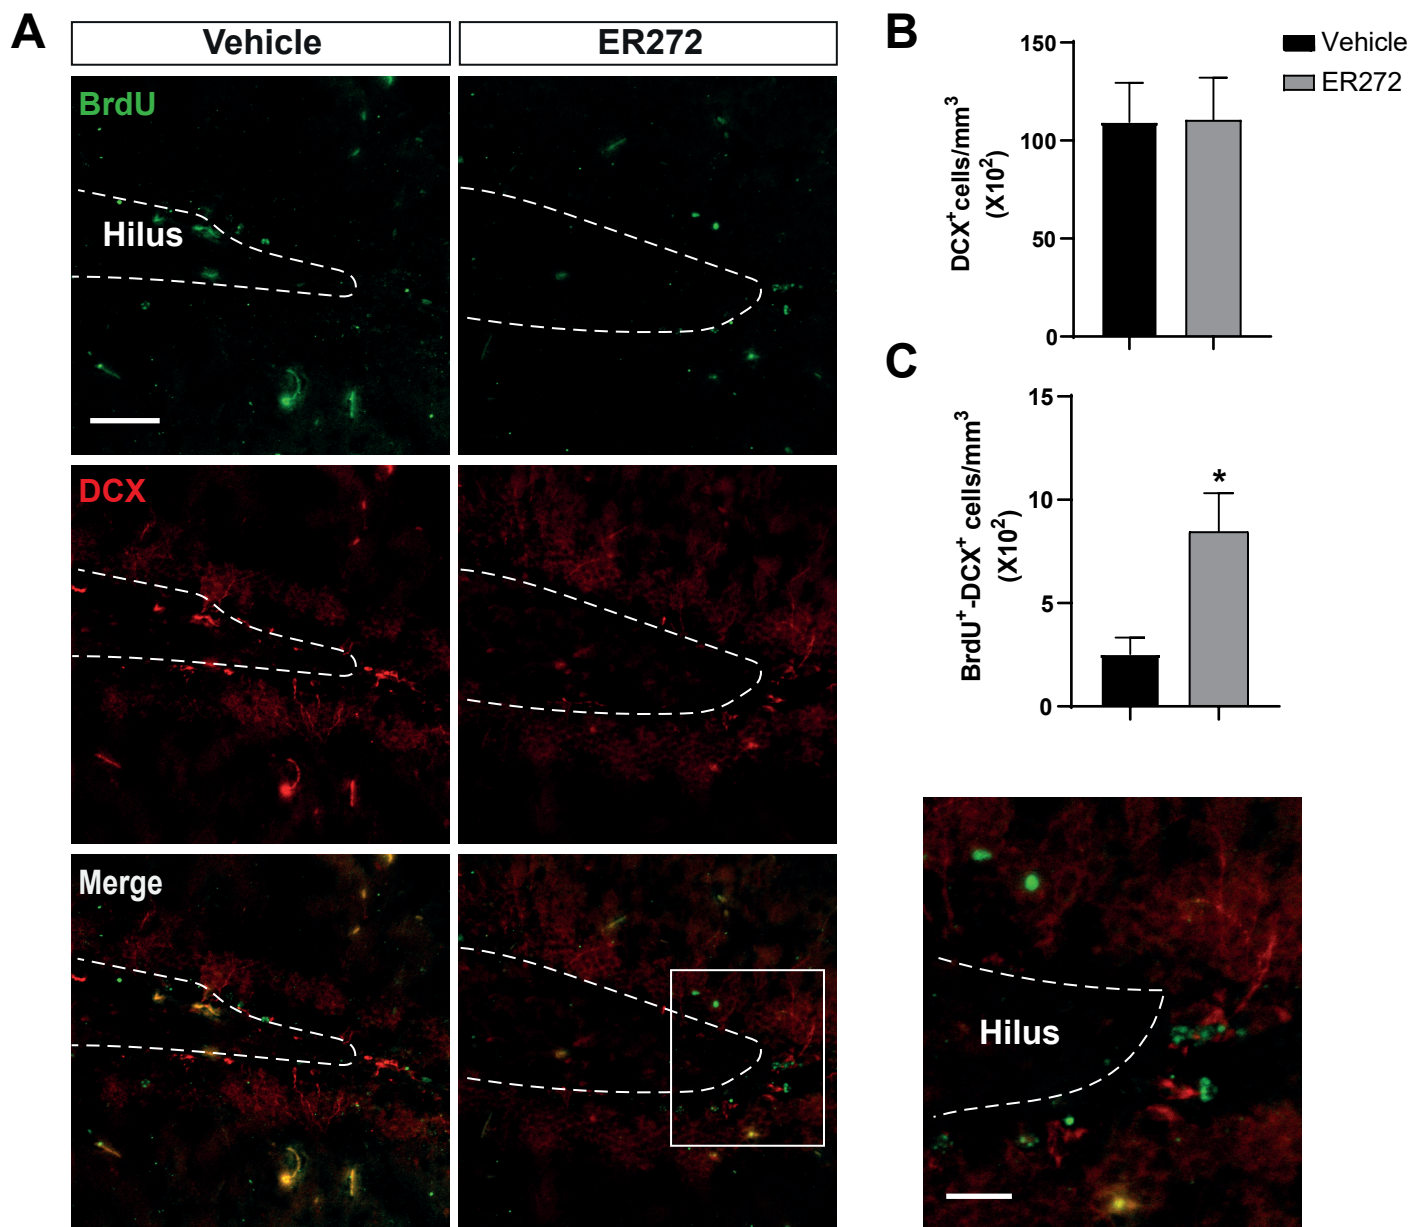 A
Vehicle
ER272
BrdU
Hilus
DCX
Merge
B
150
100
50
0
DCX⁺cells/mm³
(X10²)
Vehicle
ER272
C
15
10
5
0
BrdU⁺-DCX⁺ cells/mm³
(X10²)
*
Hilus